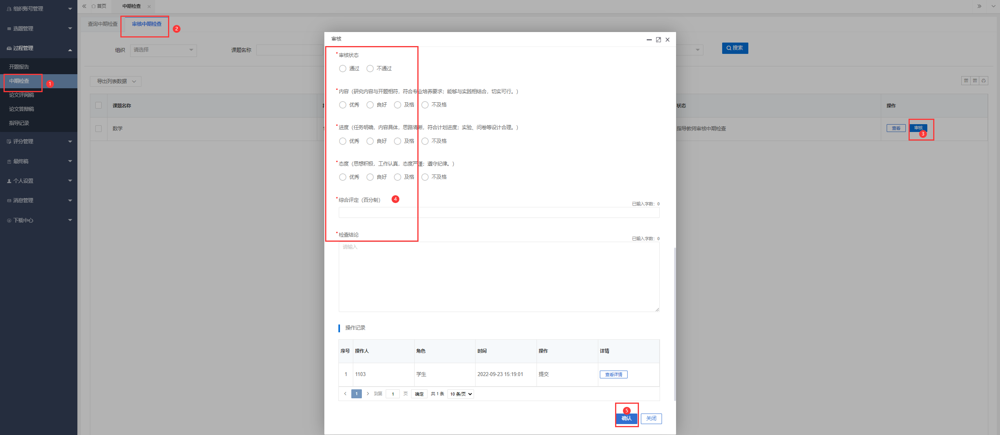 组织账号管理
选题管理
过程管理
开题报告
中期检查
1
论文评阅稿
论文答辩稿
指导记录
评分管理
最终稿
个人设置
消息管理
下载中心
首页
中期检查
查询中期检查
审核中期检查
2
组织
请选择
课题名称
搜索
导出列表数据
课题名称
状态
操作
数学
指导教师审核中期检查
查看
审核
3
审核
*审核状态
通过
不通过
*内容（研究内容与开题相符，符合专业培养要求；能够与实践相结合，切实可行。）
优秀
良好
及格
不及格
*进度（任务明确，内容具体，思路清晰，符合计划进度；实验、问卷等设计合理。）
优秀
良好
及格
不及格
*态度（思想积极，工作认真，态度严谨；遵守纪律。）
优秀
良好
及格
不及格
*综合评定（百分制）
4
已输入字数：0
*检查结论
已输入字数：0
请输入
操作记录
序号 操作人 角色 时间 操作 详情
1 1103 学生 2022-09-23 15:19:01 提交 查看详情
1 到第 1 页 确定 共 1 条 10 条/页
5
确认
关闭